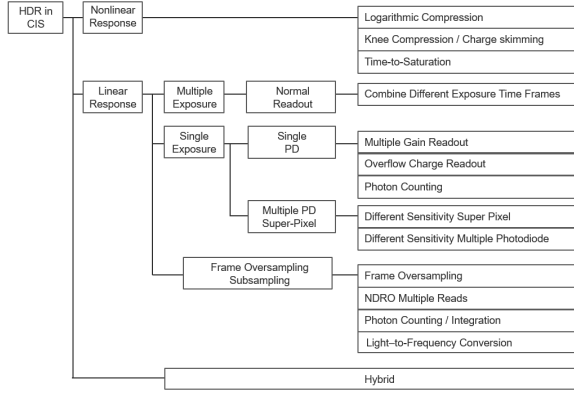 HDR in
CIS
Nonlinear
Response
Logarithmic Compression
Knee Compression / Charge skimming
Time-to-Saturation
Linear
Response
Multiple
Exposure
Normal
Readout
Combine Different Exposure Time Frames
Single
Exposure
Single
PD
Multiple Gain Readout
Overflow Charge Readout
Photon Counting
Multiple PD
Super-Pixel
Different Sensitivity Super Pixel
Different Sensitivity Multiple Photodiode
Frame Oversampling
Subsampling
Frame Oversampling
NDRO Multiple Reads
Photon Counting / Integration
Light–to-Frequency Conversion
Hybrid